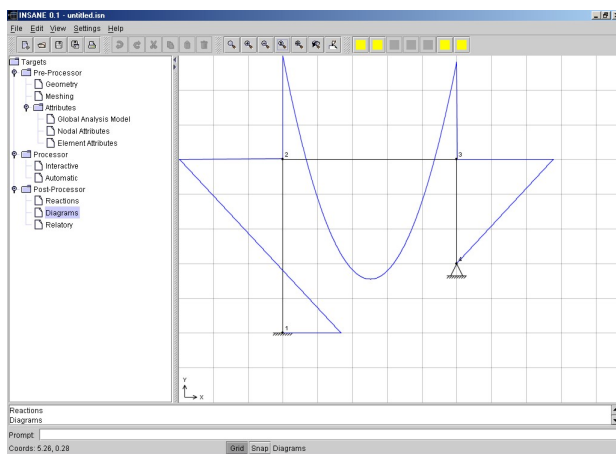 INSANE 0.1 - untitled.isn
File Edit View Settings Help
Targets
Pre-Processor
Geometry
Meshing
Attributes
Global Analysis Model
Nodal Attributes
Element Attributes
Processor
Interactive
Automatic
Post-Processor
Reactions
Diagrams
Relatory
2
3
4
1
Y
X
Reactions
Diagrams
Prompt:
Coords: 5.26, 0.28 Grid Snap Diagrams